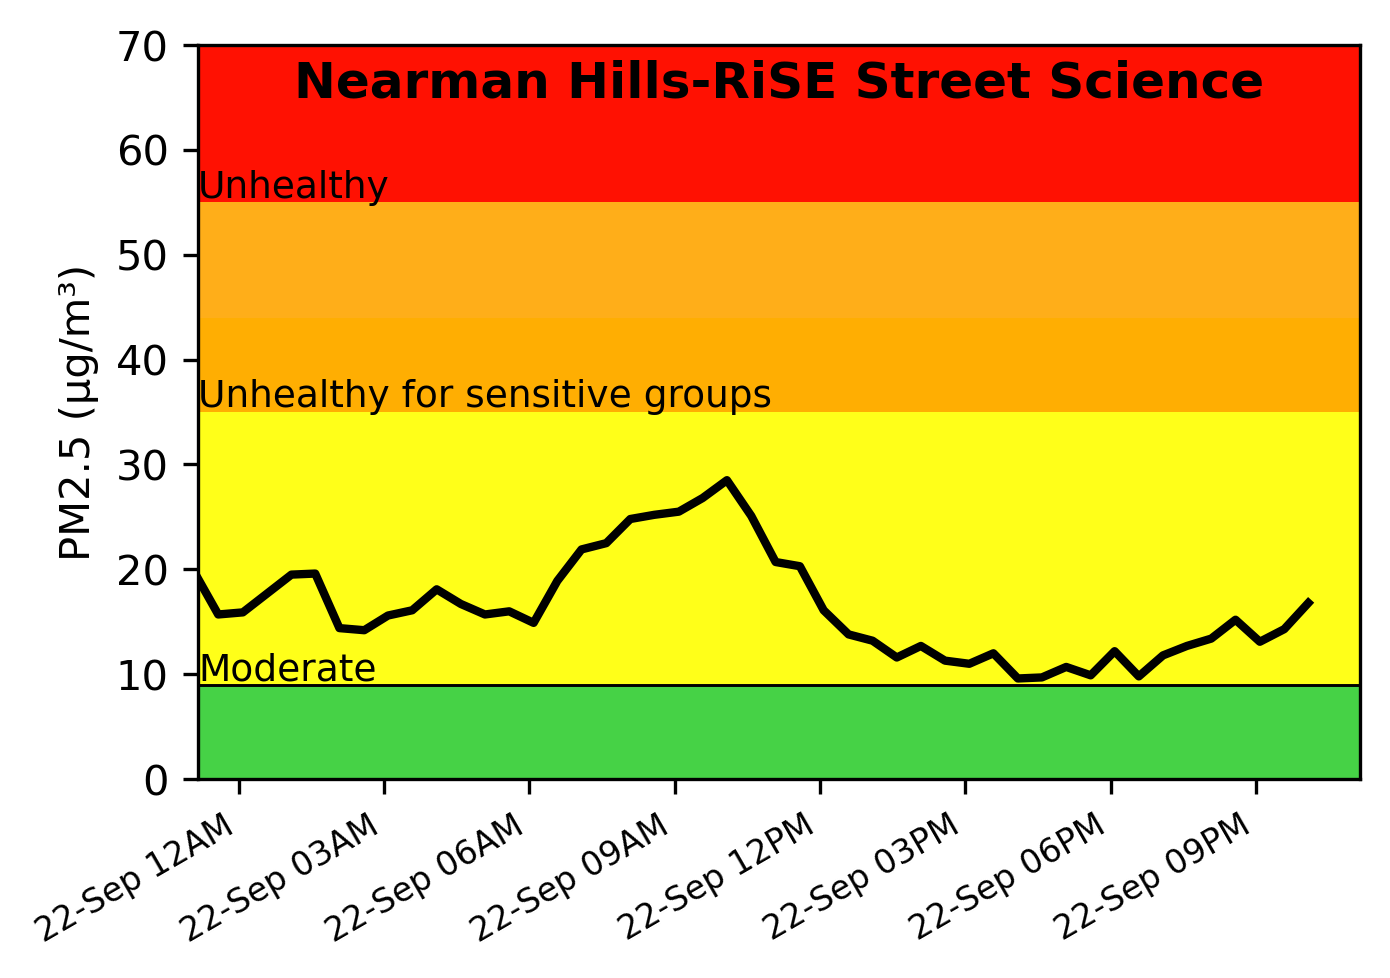 Nearman Hills-RiSE Street Science
70
60
50
40
30
20
10
0
PM2.5 (µg/m³)
Unhealthy
Unhealthy for sensitive groups
Moderate
22-Sep 12AM
22-Sep 03AM
22-Sep 06AM
22-Sep 09AM
22-Sep 12PM
22-Sep 03PM
22-Sep 06PM
22-Sep 09PM